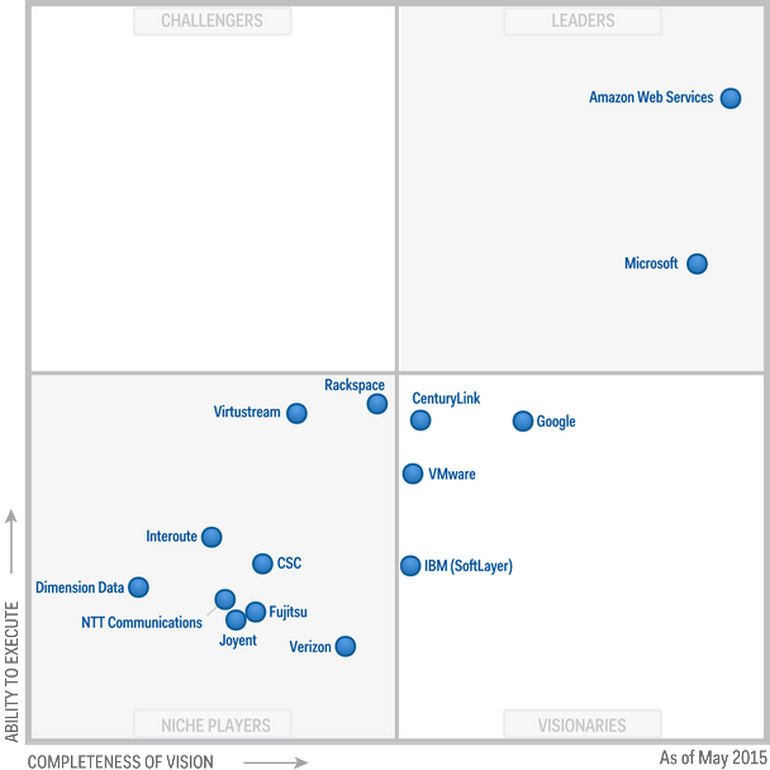 CHALLENGERS
LEADERS
Amazon Web Services
Microsoft
Rackspace
Virtustream
CenturyLink
Google
VMware
Interoute
CSC
IBM (SoftLayer)
Dimension Data
NTT Communications
Fujitsu
Joyent
Verizon
NICHE PLAYERS
VISIONARIES
ABILITY TO EXECUTE
COMPLETENESS OF VISION
As of May 2015